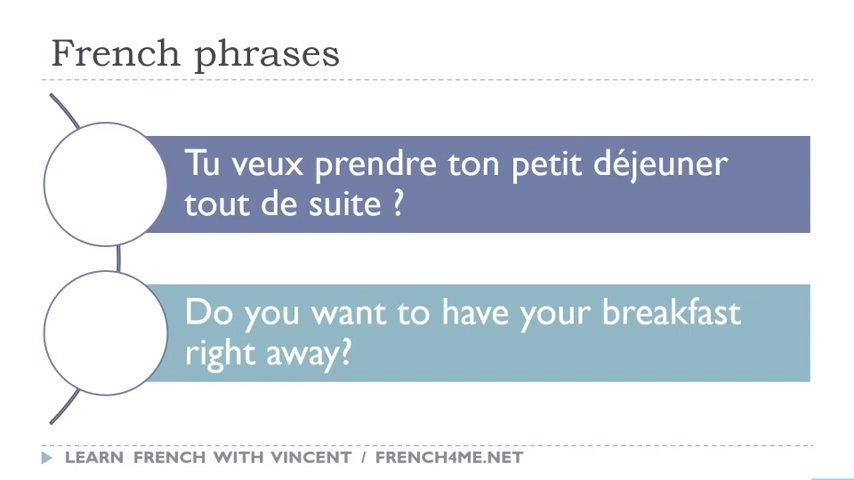 French phrases
Tu veux prendre ton petit déjeuner
tout de suite ?
Do you want to have your breakfast
right away?
LEARN FRENCH WITH VINCENT / FRENCH4ME.NET